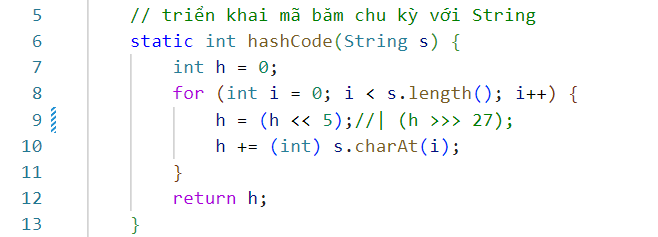 5 // triển khai mã băm chu kỳ với String
6 static int hashCode(String s) {
7 int h = 0;
8 for (int i = 0; i < s.length(); i++) {
9 h = (h << 5);//| (h >>> 27);
10 h += (int) s.charAt(i);
11 }
12 return h;
13 }